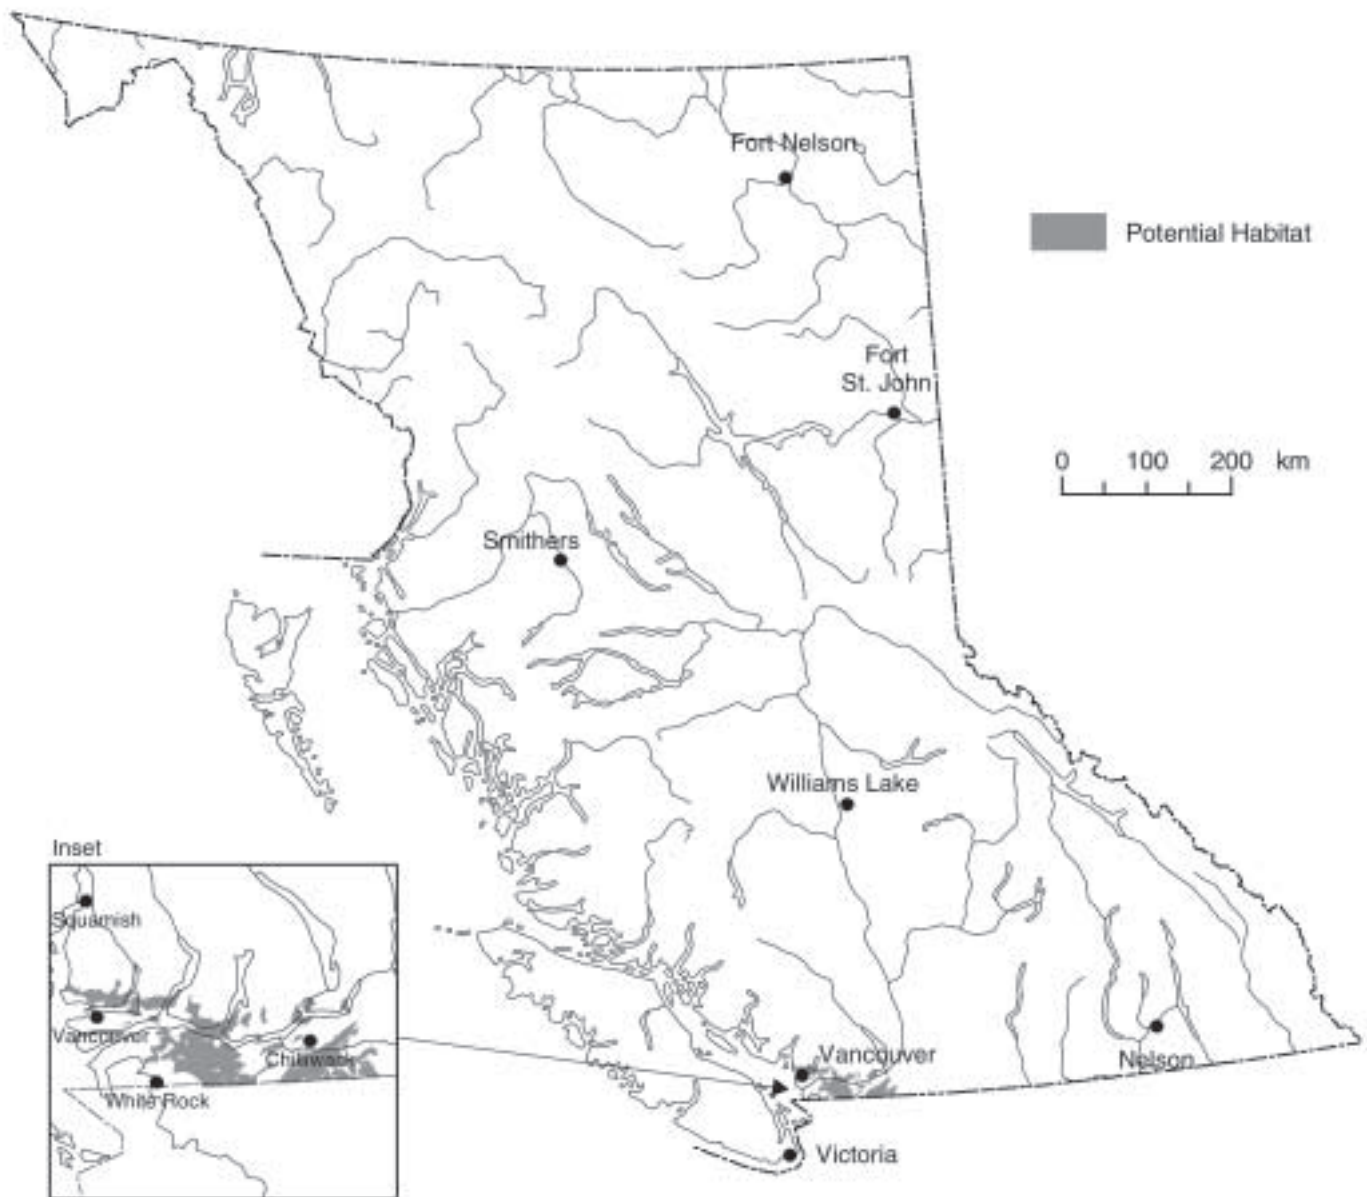 Fort Nelson
Potential Habitat
Fort
St. John
0 100 200 km
Smithers
Williams Lake
Inset
Squamish
Vancouver
Chilliwack
White Rock
Vancouver
Nelson
Victoria